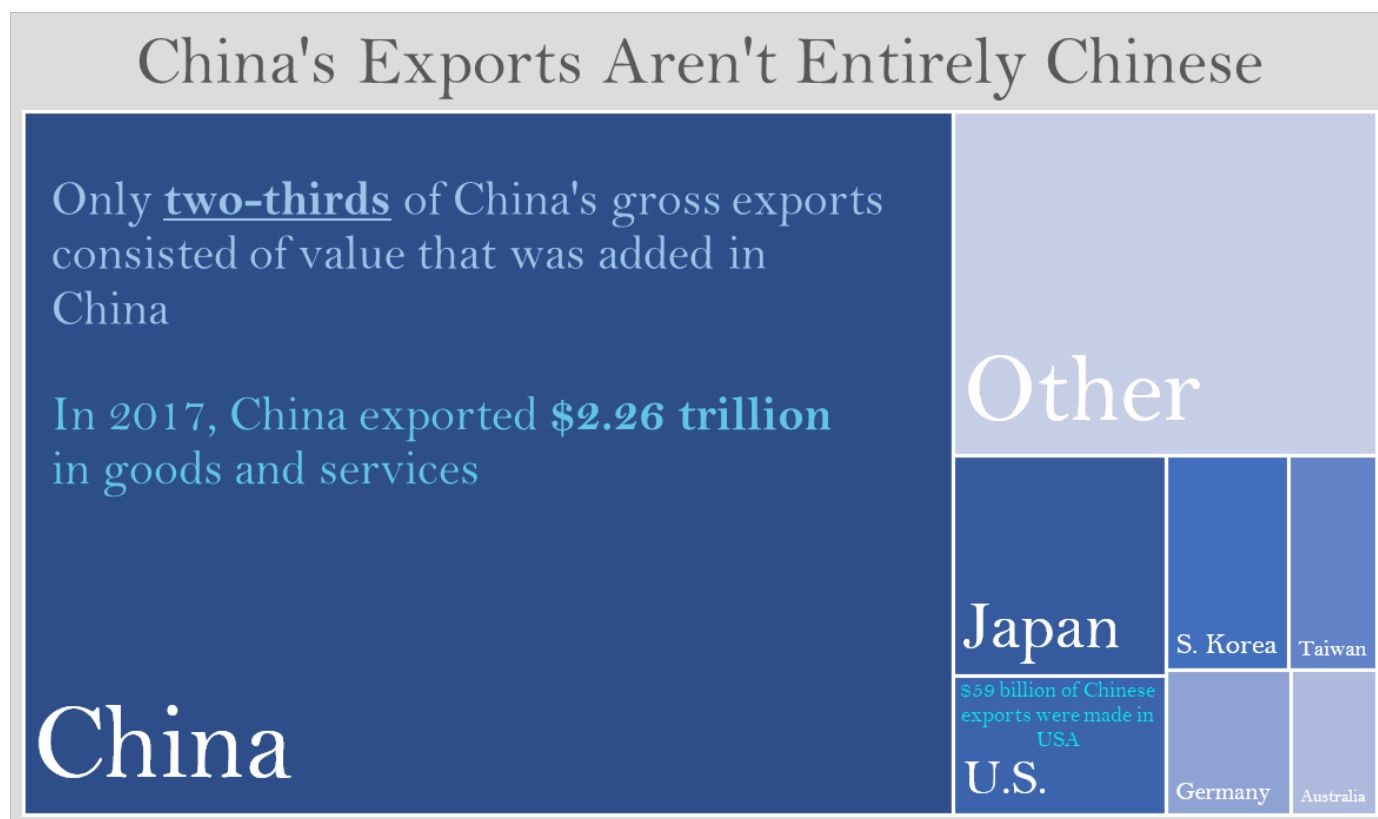 China's Exports Aren't Entirely Chinese
Only two-thirds of China's gross exports
consisted of value that was added in
China
In 2017, China exported $2.26 trillion
in goods and services
China
Other
Japan
S. Korea
Taiwan
$59 billion of Chinese
exports were made in
USA
U.S.
Germany
Australia